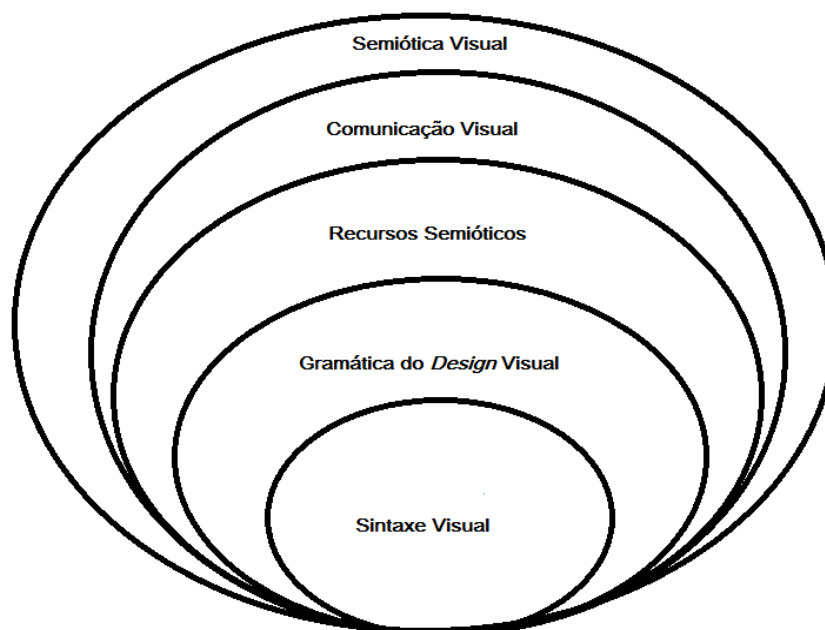 Semiótica Visual
Comunicação Visual
Recursos Semióticos
Gramática do Design Visual
Sintaxe Visual